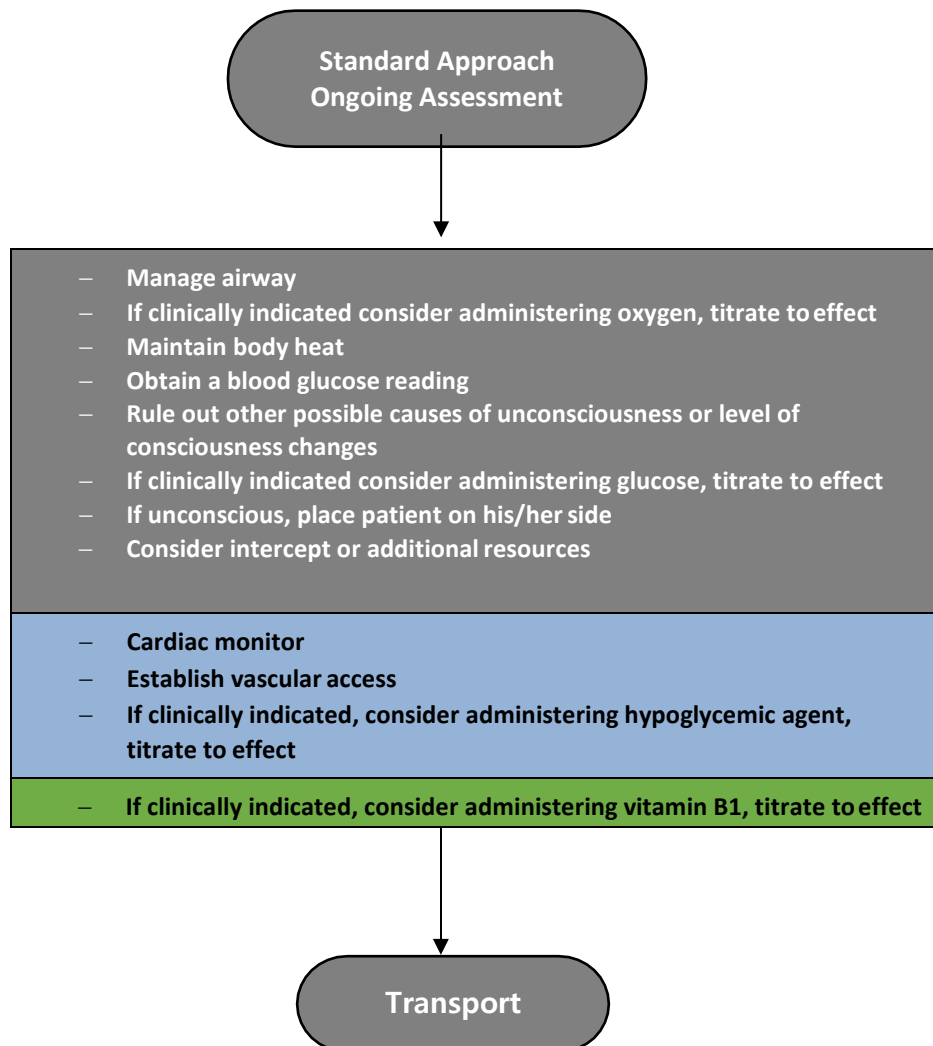 Standard Approach
Ongoing Assessment
– Manage airway
– If clinically indicated consider administering oxygen, titrate to effect
– Maintain body heat
– Obtain a blood glucose reading
– Rule out other possible causes of unconsciousness or level of
consciousness changes
– If clinically indicated consider administering glucose, titrate to effect
– If unconscious, place patient on his/her side
– Consider intercept or additional resources
– Cardiac monitor
– Establish vascular access
– If clinically indicated, consider administering hypoglycemic agent,
titrate to effect
– If clinically indicated, consider administering vitamin B1, titrate to effect
Transport